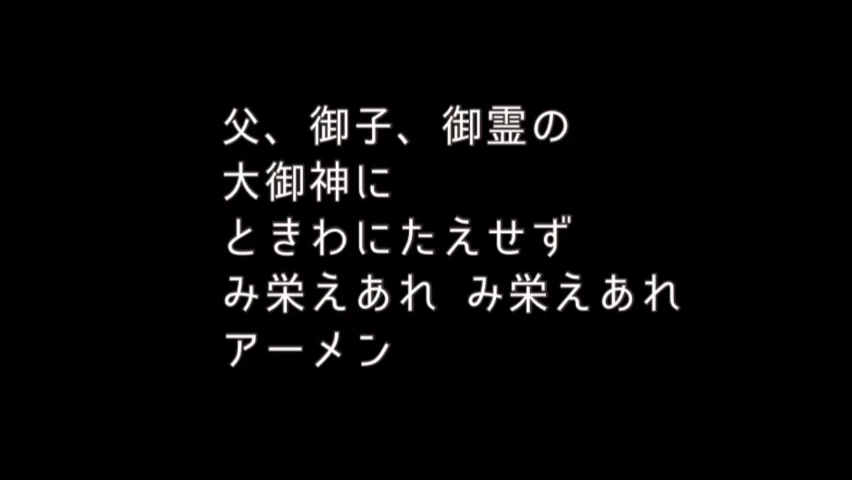 父、御子、御霊の
大御神に
ときわにたえせず
み栄えあれ み栄えあれ
アーメン